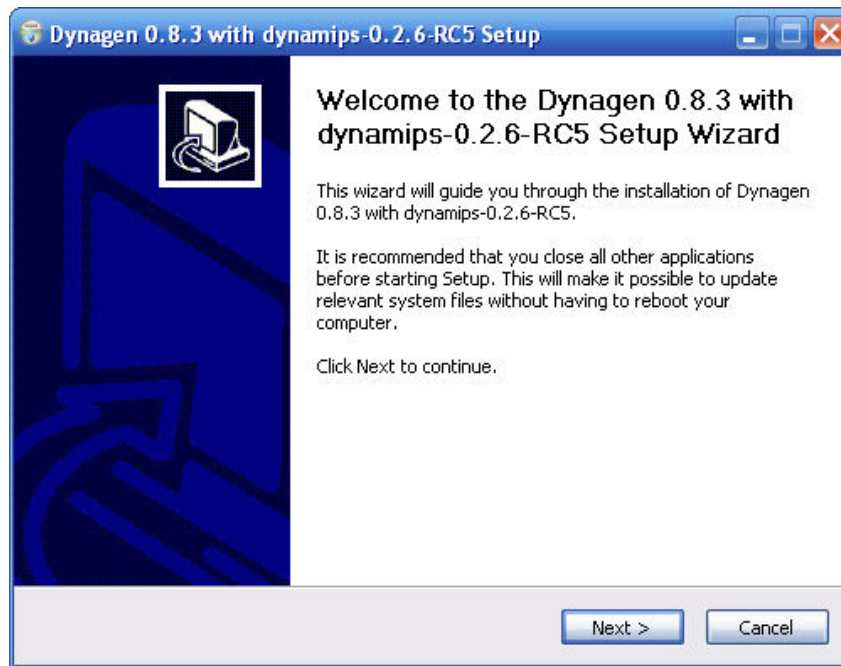 Dynagen 0.8.3 with dynamips-0.2.6-RC5 Setup
Welcome to the Dynagen 0.8.3 with
dynamips-0.2.6-RC5 Setup Wizard
This wizard will guide you through the installation of Dynagen
0.8.3 with dynamips-0.2.6-RC5.
It is recommended that you close all other applications
before starting Setup. This will make it possible to update
relevant system files without having to reboot your
computer.
Click Next to continue.
Next >
Cancel